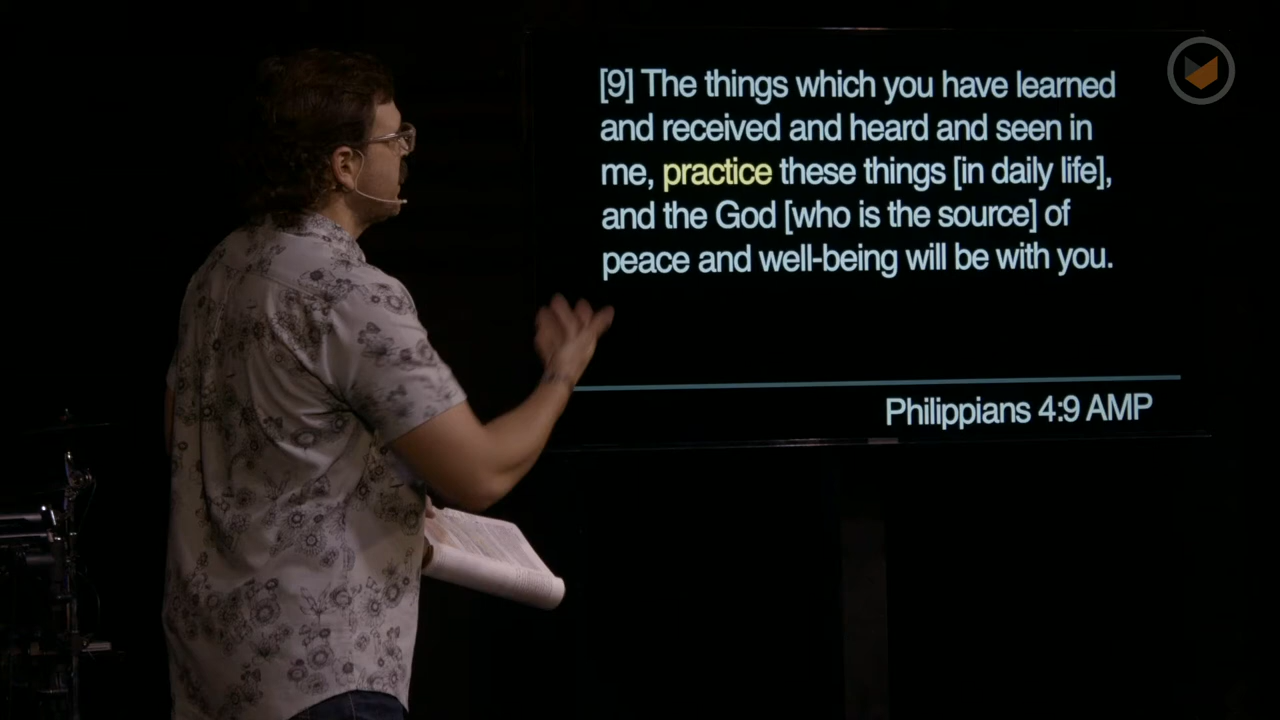 [9] The things which you have learned
and received and heard and seen in
me, practice these things [in daily life],
and the God [who is the source] of
peace and well-being will be with you.
Philippians 4:9 AMP